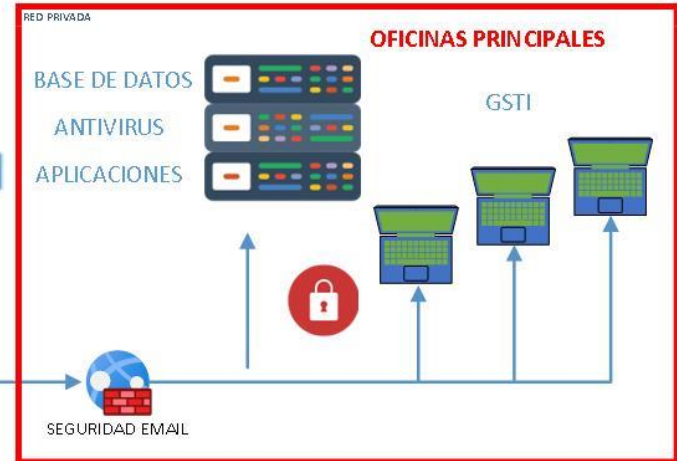 RED PRIVADA
OFICINAS PRINCIPALES
BASE DE DATOS
ANTIVIRUS
APLICACIONES
GSTI
SEGURIDAD EMAIL